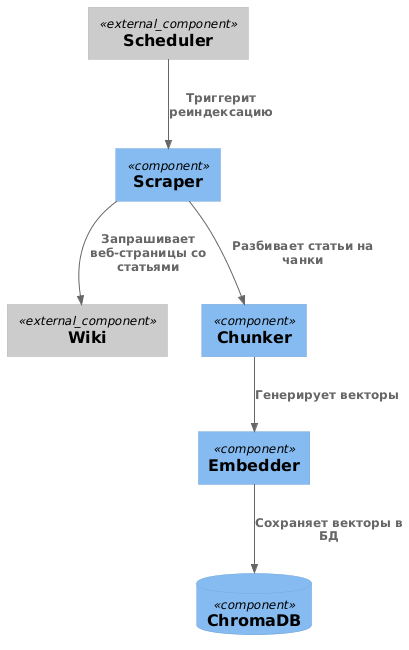 «external_component»
Scheduler
Триггерит
реиндексацию
«component»
Scraper
Запрашивает
веб-страницы со
статьями
Разбивает статьи на
чанки
«external_component»
Wiki
«component»
Chunker
Генерирует векторы
«component»
Embedder
Сохраняет векторы в
БД
«component»
ChromaDB